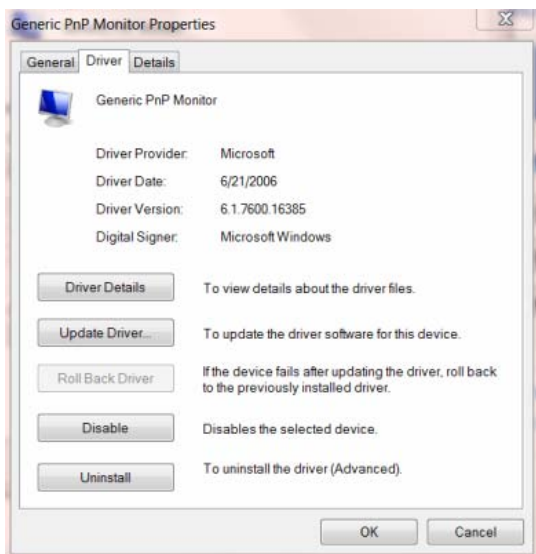 Generic PnP Monitor Properties
General Driver Details
Generic PnP Monitor
Driver Provider: Microsoft
Driver Date: 6/21/2006
Driver Version: 6.1.7600.16385
Digital Signer: Microsoft Windows
Driver Details To view details about the driver files.
Update Driver... To update the driver software for this device.
Roll Back Driver If the device fails after updating the driver, roll back
to the previously installed driver.
Disable Disables the selected device.
Uninstall To uninstall the driver (Advanced).
OK Cancel